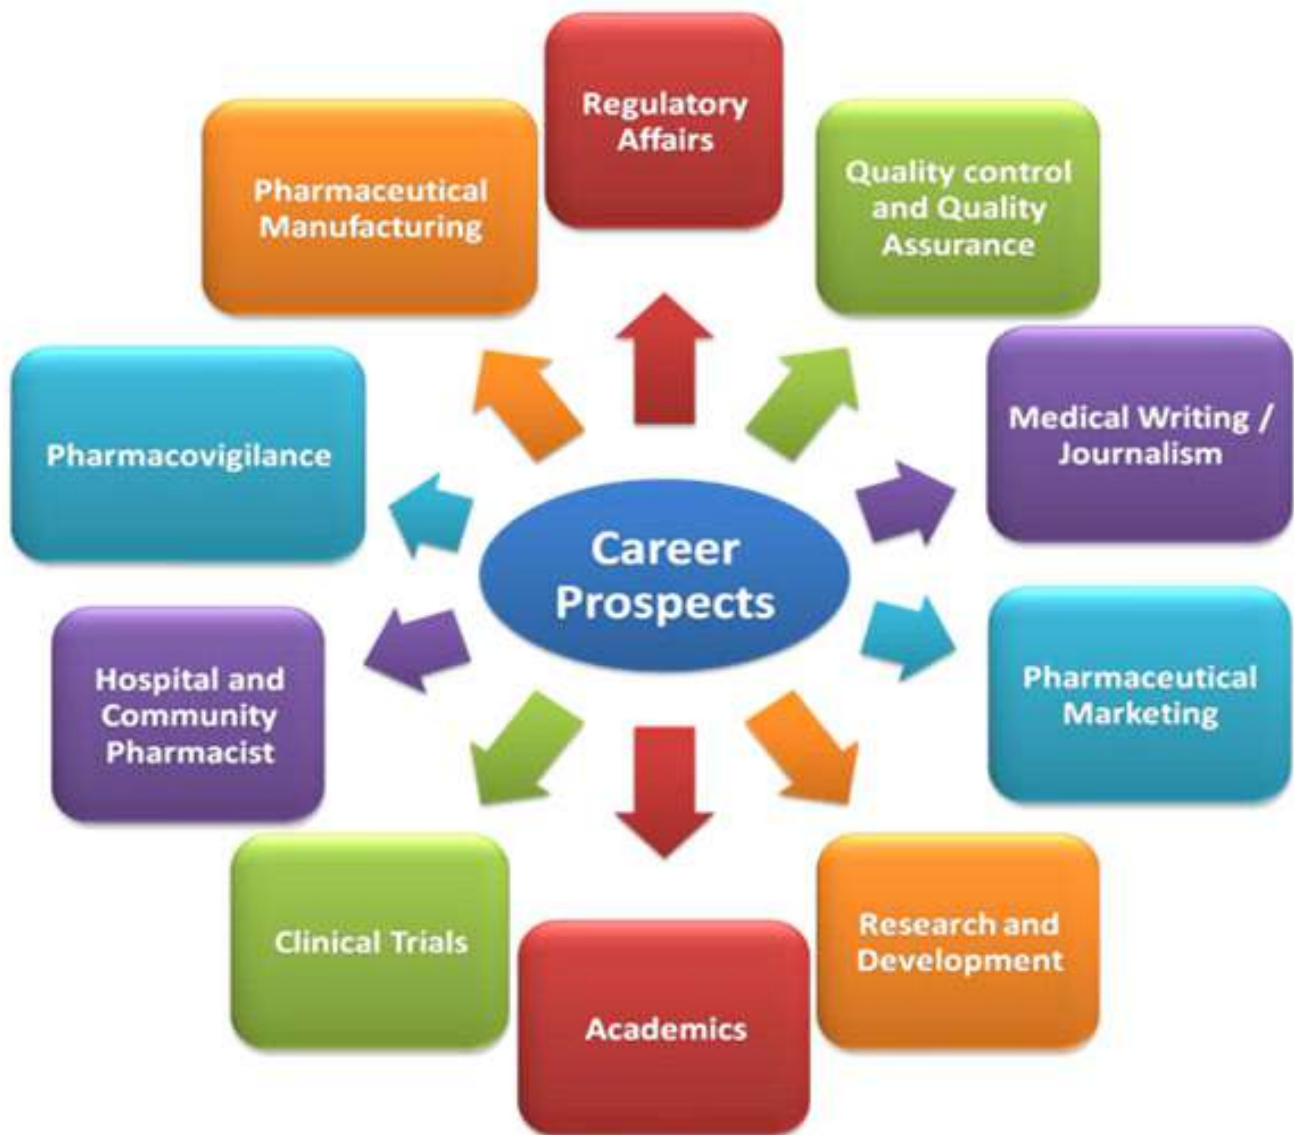 Regulatory
Affairs
Quality control
and Quality
Assurance
Medical Writing /
Journalism
Pharmaceutical
Marketing
Research and
Development
Academics
Clinical Trials
Hospital and
Community
Pharmacist
Pharmacovigilance
Pharmaceutical
Manufacturing
Career
Prospects